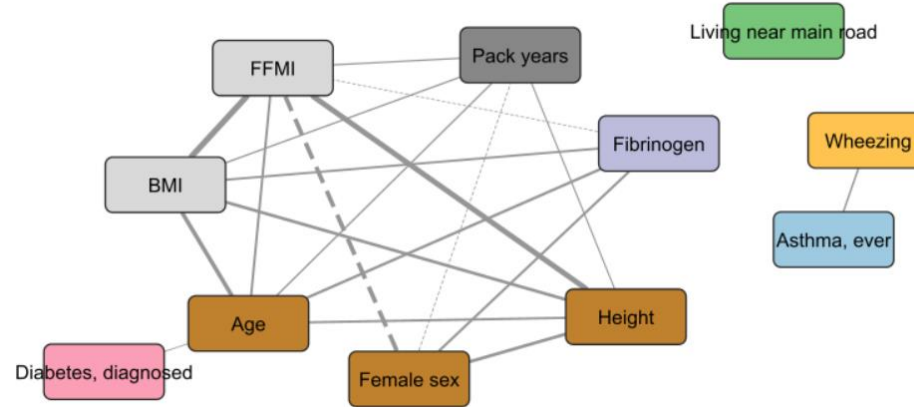 Living near main road
Pack years
FFMI
Fibrinogen
Wheezing
BMI
Asthma, ever
Height
Age
Diabetes, diagnosed
Female sex